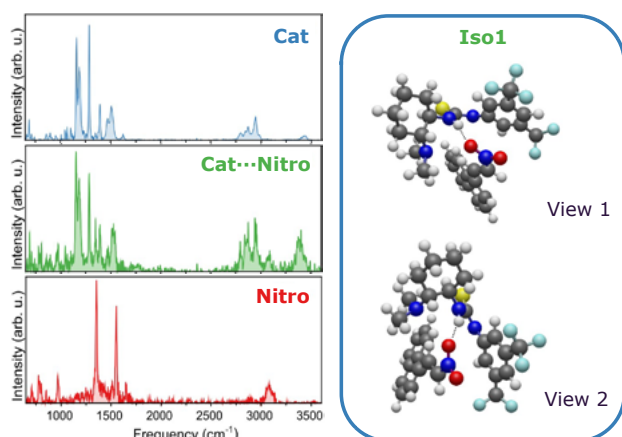 Intensity (arb. u.)
Cat
Intensity (arb. u.)
Cat···Nitro
Intensity (arb. u.)
Nitro
1000 1500 2000 2500 3000 3500
Frequency (cm⁻¹)
Iso1
View 1
View 2